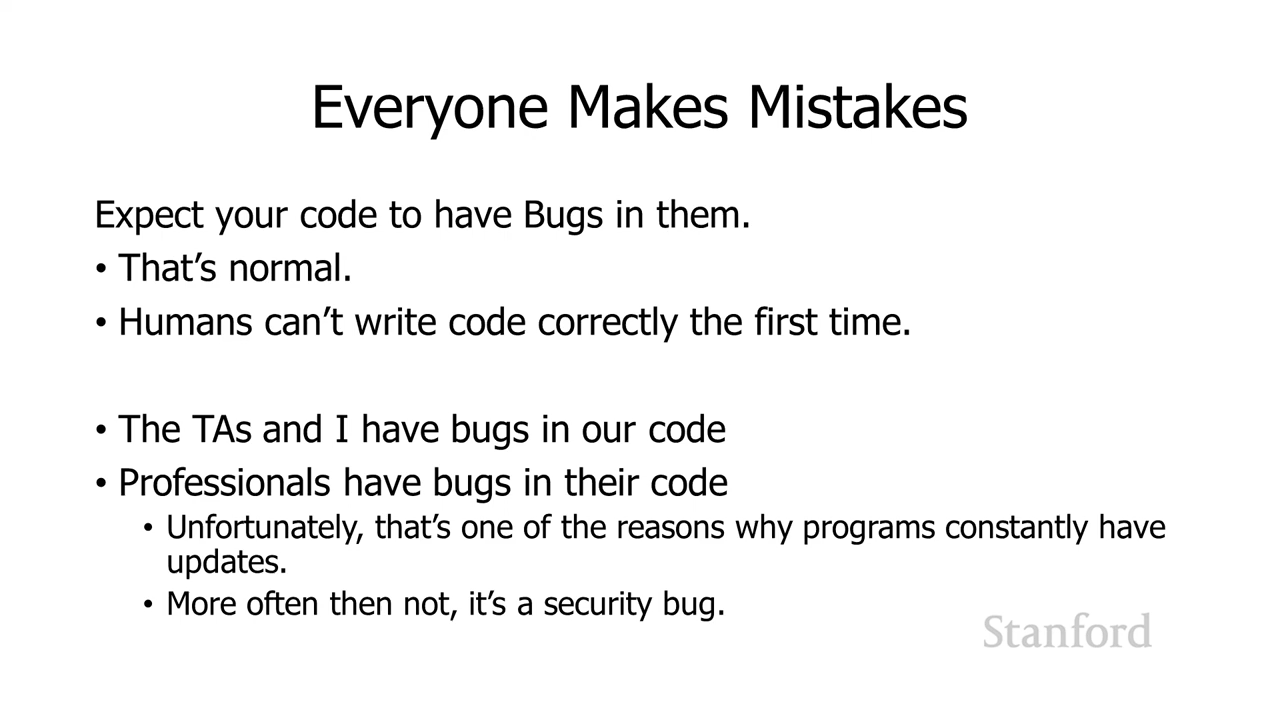 Everyone Makes Mistakes
Expect your code to have Bugs in them.
• That’s normal.
• Humans can’t write code correctly the first time.
• The TAs and I have bugs in our code
• Professionals have bugs in their code
• Unfortunately, that’s one of the reasons why programs constantly have
updates.
• More often then not, it’s a security bug.
Stanford